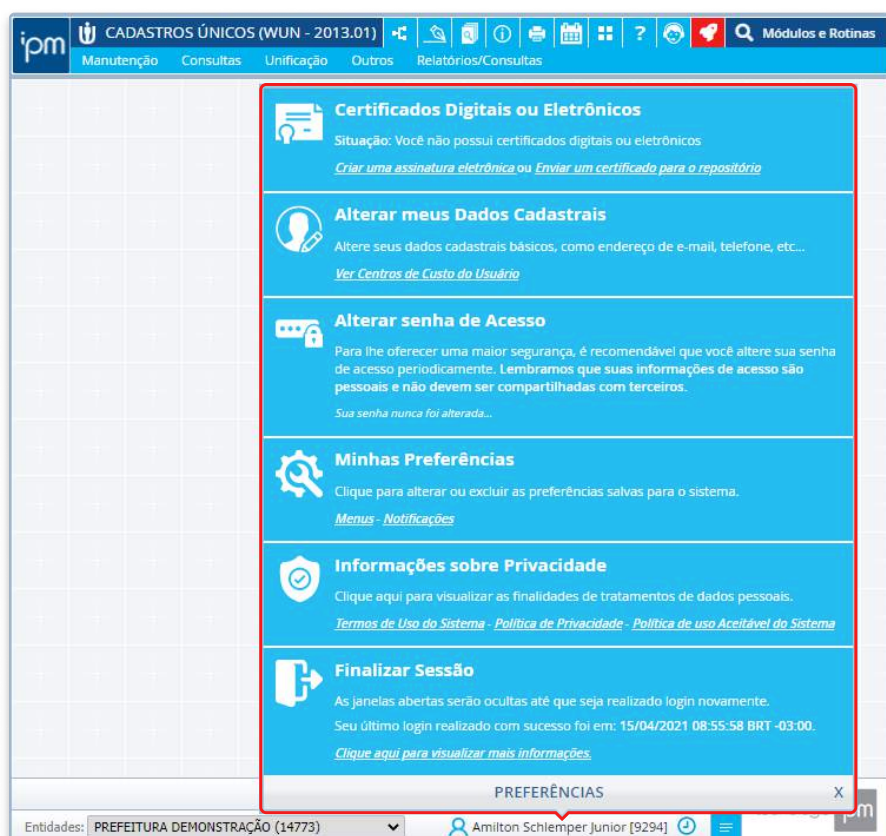 ipm CADASTROS ÚNICOS (WUN - 2013.01) ? Módulos e Rotinas
Manutenção Consultas Unificação Outros Relatórios/Consultas
Certificados Digitais ou Eletrônicos
Situação: Você não possui certificados digitais ou eletrônicos
Criar uma assinatura eletrônica ou Enviar um certificado para o repositório
Alterar meus Dados Cadastrais
Altere seus dados cadastrais básicos, como endereço de e-mail, telefone, etc...
Ver Centros de Custo do Usuário
Alterar senha de Acesso
Para lhe oferecer uma maior segurança, é recomendável que você altere sua senha
de acesso periodicamente. Lembramos que suas informações de acesso são
pessoais e não devem ser compartilhadas com terceiros.
Sua senha nunca foi alterada...
Minhas Preferências
Clique para alterar ou excluir as preferências salvas para o sistema.
Menus - Notificações
Informações sobre Privacidade
Clique aqui para visualizar as finalidades de tratamentos de dados pessoais.
Termos de Uso do Sistema - Política de Privacidade - Política de uso Aceitável do Sistema
Finalizar Sessão
As janelas abertas serão ocultas até que seja realizado login novamente.
Seu último login realizado com sucesso foi em: 15/04/2021 08:55:58 BRT -03:00.
Clique aqui para visualizar mais informações.
PREFERÊNCIAS X
Entidades: PREFEITURA DEMONSTRAÇÃO (14773) Amilton Schlemper Junior [9294] ipm